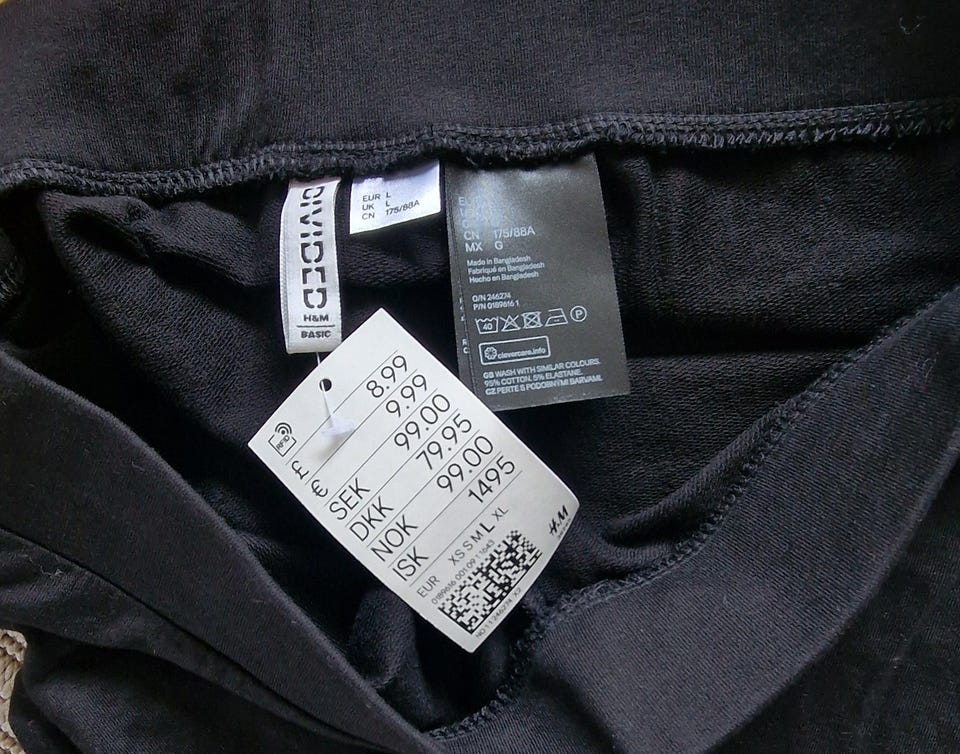 DIVIDED
H&M
BASIC
EUR L
UK L
CN 175/88A
CN 175/88A
MX G
Made in Bangladesh
Fabriqué en Bangladesh
Hecho en Bangladesh
O/N 246274
P/N 0189616 1
40
P
clevercare.info
GB WASH WITH SIMILAR COLOURS.
95% COTTON, 5% ELASTANE.
CZ PERTE S PODOBNÝMI BARVAMI.
RFID
£ 8.99
€ 9.99
SEK 99.00
DKK 79.95
NOK 99.00
ISK 1495
EUR XS S M L XL
H&M